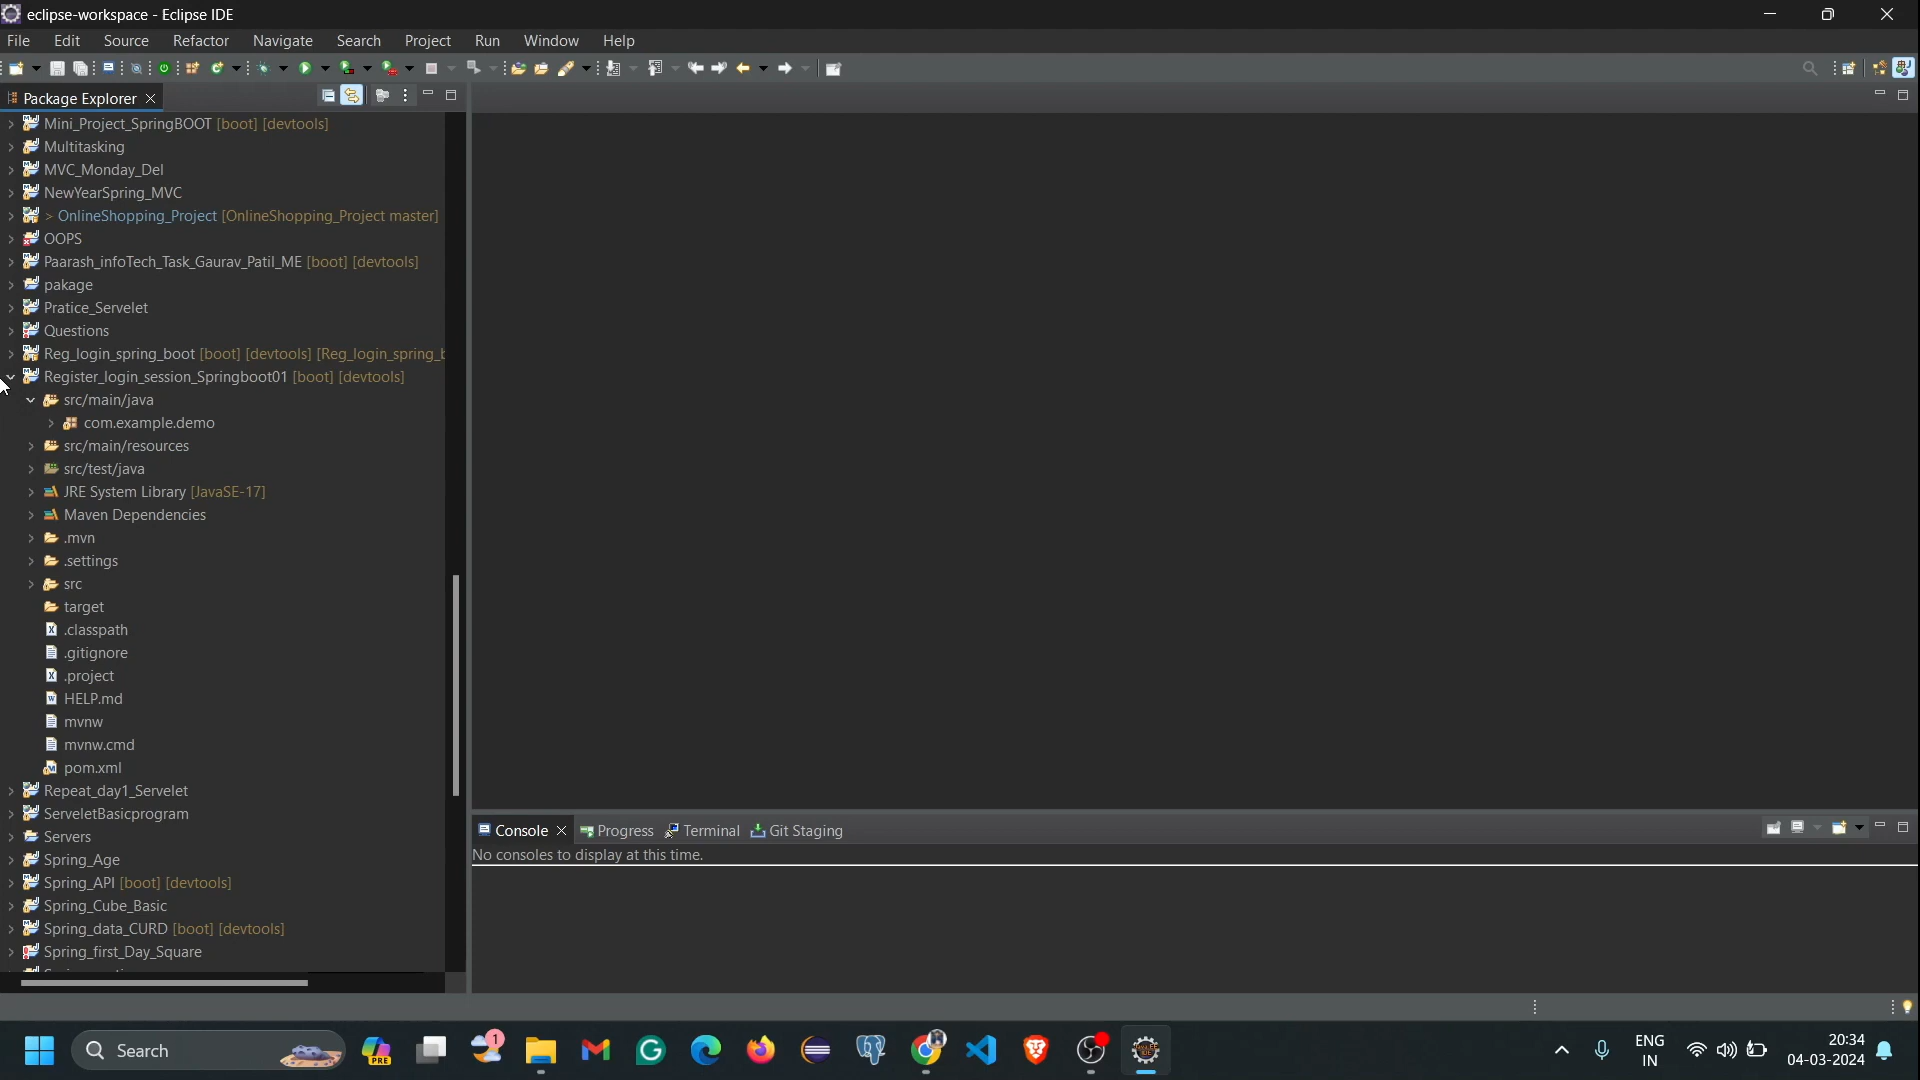 eclipse-workspace - Eclipse IDE
File Edit Source Refactor Navigate Search Project Run Window Help
Package Explorer
Mini_Project_SpringBOOT [boot] [devtools]
Multitasking
MVC_Monday_Del
NewYearSpring_MVC
> OnlineShopping_Project [OnlineShopping_Project master]
OOPS
Paarash_infoTech_Task_Gaurav_Patil_ME [boot] [devtools]
pakage
Pratice_Servelet
Questions
Reg_login_spring_boot [boot] [devtools] [Reg_login_spring_b
Register_login_session_Springboot01 [boot] [devtools]
src/main/java
com.example.demo
src/main/resources
src/test/java
JRE System Library [JavaSE-17]
Maven Dependencies
.mvn
.settings
src
target
.classpath
.gitignore
.project
HELP.md
mvnw
mvnw.cmd
pom.xml
Repeat_day1_Servelet
ServeletBasicprogram
Servers
Spring_Age
Spring_API [boot] [devtools]
Spring_Cube_Basic
Spring_data_CURD [boot] [devtools]
Spring_first_Day_Square
Console Progress Terminal Git Staging
No consoles to display at this time.
Search
PRE
1
ENG
IN
20:34
04-03-2024